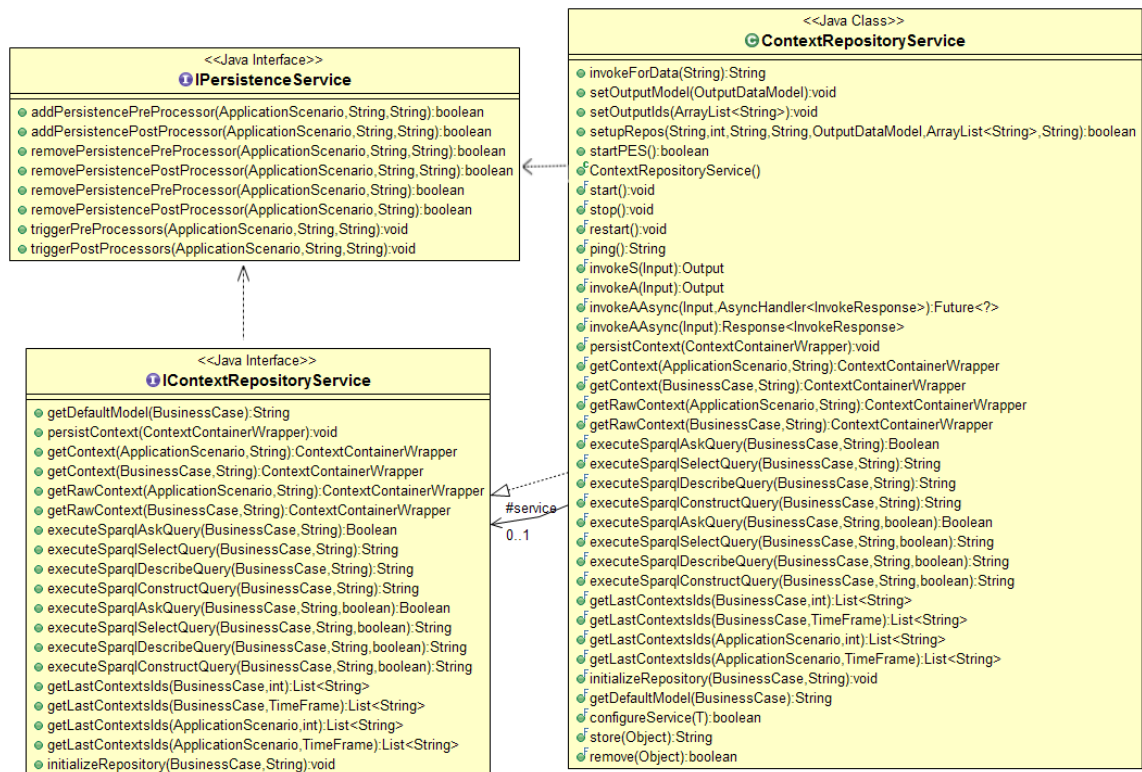 <<Java Interface>>
IPersistenceService
addPersistencePreProcessor(ApplicationScenario,String,String):boolean
addPersistencePostProcessor(ApplicationScenario,String,String):boolean
removePersistencePreProcessor(ApplicationScenario,String,String):boolean
removePersistencePostProcessor(ApplicationScenario,String,String):boolean
removePersistencePreProcessor(ApplicationScenario,String):boolean
removePersistencePostProcessor(ApplicationScenario,String):boolean
triggerPreProcessors(ApplicationScenario,String,String):void
triggerPostProcessors(ApplicationScenario,String,String):void
<<Java Interface>>
IContextRepositoryService
getDefaultModel(BusinessCase):String
persistContext(ContextContainerWrapper):void
getContext(ApplicationScenario,String):ContextContainerWrapper
getContext(BusinessCase,String):ContextContainerWrapper
getRawContext(ApplicationScenario,String):ContextContainerWrapper
getRawContext(BusinessCase,String):ContextContainerWrapper
executeSparqlAskQuery(BusinessCase,String):Boolean
executeSparqlSelectQuery(BusinessCase,String):String
executeSparqlDescribeQuery(BusinessCase,String):String
executeSparqlConstructQuery(BusinessCase,String):String
executeSparqlAskQuery(BusinessCase,String,boolean):Boolean
executeSparqlSelectQuery(BusinessCase,String,boolean):String
executeSparqlDescribeQuery(BusinessCase,String,boolean):String
executeSparqlConstructQuery(BusinessCase,String,boolean):String
getLastContextsIds(BusinessCase,int):List<String>
getLastContextsIds(BusinessCase,TimeFrame):List<String>
getLastContextsIds(ApplicationScenario,int):List<String>
getLastContextsIds(ApplicationScenario,TimeFrame):List<String>
initializeRepository(BusinessCase,String):void
#service
0..1
<<Java Class>>
ContextRepositoryService
invokeForData(String):String
setOutputModel(OutputDataModel):void
setOutputIds(ArrayList<String>):void
setupRepos(String,int,String,String,OutputDataModel,ArrayList<String>,String):boolean
startPES():boolean
ContextRepositoryService()
start():void
stop():void
restart():void
ping():String
invokeS(Input):Output
invokeA(Input):Output
invokeAAsync(Input,AsyncHandler<InvokeResponse>):Future<?>
invokeAAsync(Input):Response<InvokeResponse>
persistContext(ContextContainerWrapper):void
getContext(ApplicationScenario,String):ContextContainerWrapper
getContext(BusinessCase,String):ContextContainerWrapper
getRawContext(ApplicationScenario,String):ContextContainerWrapper
getRawContext(BusinessCase,String):ContextContainerWrapper
executeSparqlAskQuery(BusinessCase,String):Boolean
executeSparqlSelectQuery(BusinessCase,String):String
executeSparqlDescribeQuery(BusinessCase,String):String
executeSparqlConstructQuery(BusinessCase,String):String
executeSparqlAskQuery(BusinessCase,String,boolean):Boolean
executeSparqlSelectQuery(BusinessCase,String,boolean):String
executeSparqlDescribeQuery(BusinessCase,String,boolean):String
executeSparqlConstructQuery(BusinessCase,String,boolean):String
getLastContextsIds(BusinessCase,int):List<String>
getLastContextsIds(BusinessCase,TimeFrame):List<String>
getLastContextsIds(ApplicationScenario,int):List<String>
getLastContextsIds(ApplicationScenario,TimeFrame):List<String>
initializeRepository(BusinessCase,String):void
getDefaultModel(BusinessCase):String
configureService(T):boolean
store(Object):String
remove(Object):boolean